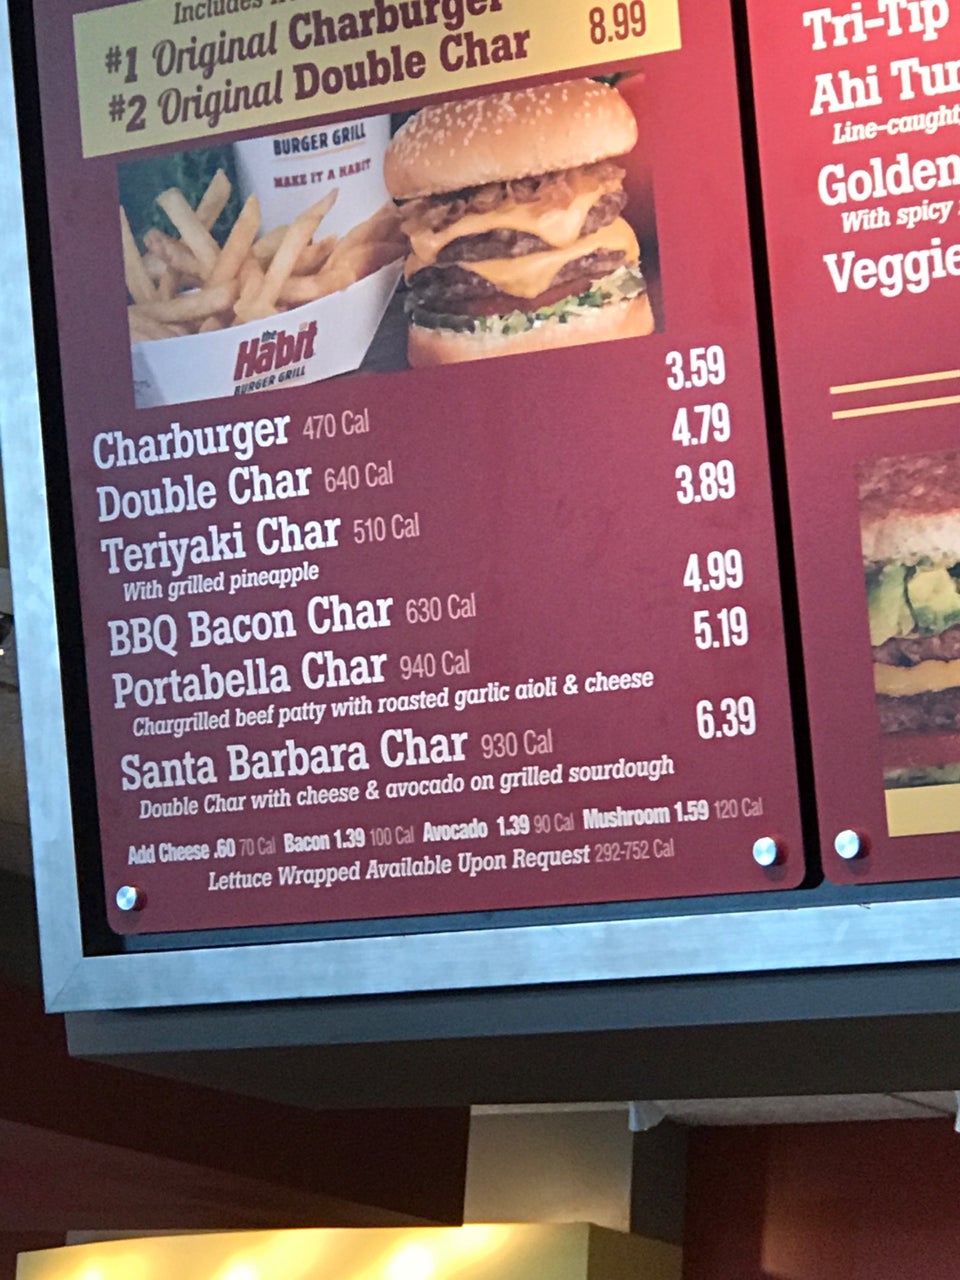 Includes
#1 Original Charburger
#2 Original Double Char 8.99
BURGER GRILL
MAKE IT A HABIT
the
Habit
BURGER GRILL
Charburger 470 Cal 3.59
Double Char 640 Cal 4.79
Teriyaki Char 510 Cal 3.89
With grilled pineapple
BBQ Bacon Char 630 Cal 4.99
Portabella Char 940 Cal 5.19
Chargrilled beef patty with roasted garlic aioli & cheese
Santa Barbara Char 930 Cal 6.39
Double Char with cheese & avocado on grilled sourdough
Add Cheese .60 70 Cal Bacon 1.39 100 Cal Avocado 1.39 90 Cal Mushroom 1.59 120 Cal
Lettuce Wrapped Available Upon Request 292-752 Cal
Tri-Tip
Ahi Tu
Line-caught
Golden
With spicy
Veggie